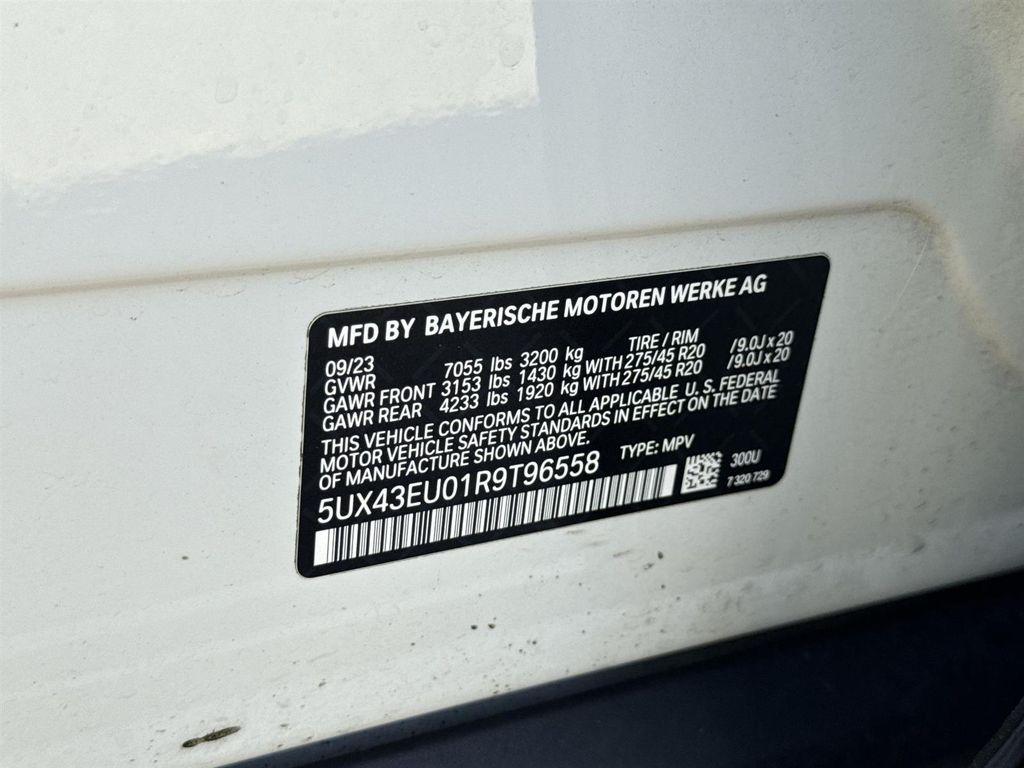 MFD BY BAYERISCHE MOTOREN WERKE AG
09/23 TIRE / RIM
GVWR 7055 lbs 3200 kg
GAWR FRONT 3153 lbs 1430 kg WITH 275/45 R20 /9.0J x 20
GAWR REAR 4233 lbs 1920 kg WITH 275/45 R20 /9.0J x 20
THIS VEHICLE CONFORMS TO ALL APPLICABLE U. S. FEDERAL
MOTOR VEHICLE SAFETY STANDARDS IN EFFECT ON THE DATE
OF MANUFACTURE SHOWN ABOVE.
5UX43EU01R9T96558 TYPE: MPV
300U
7 320 729